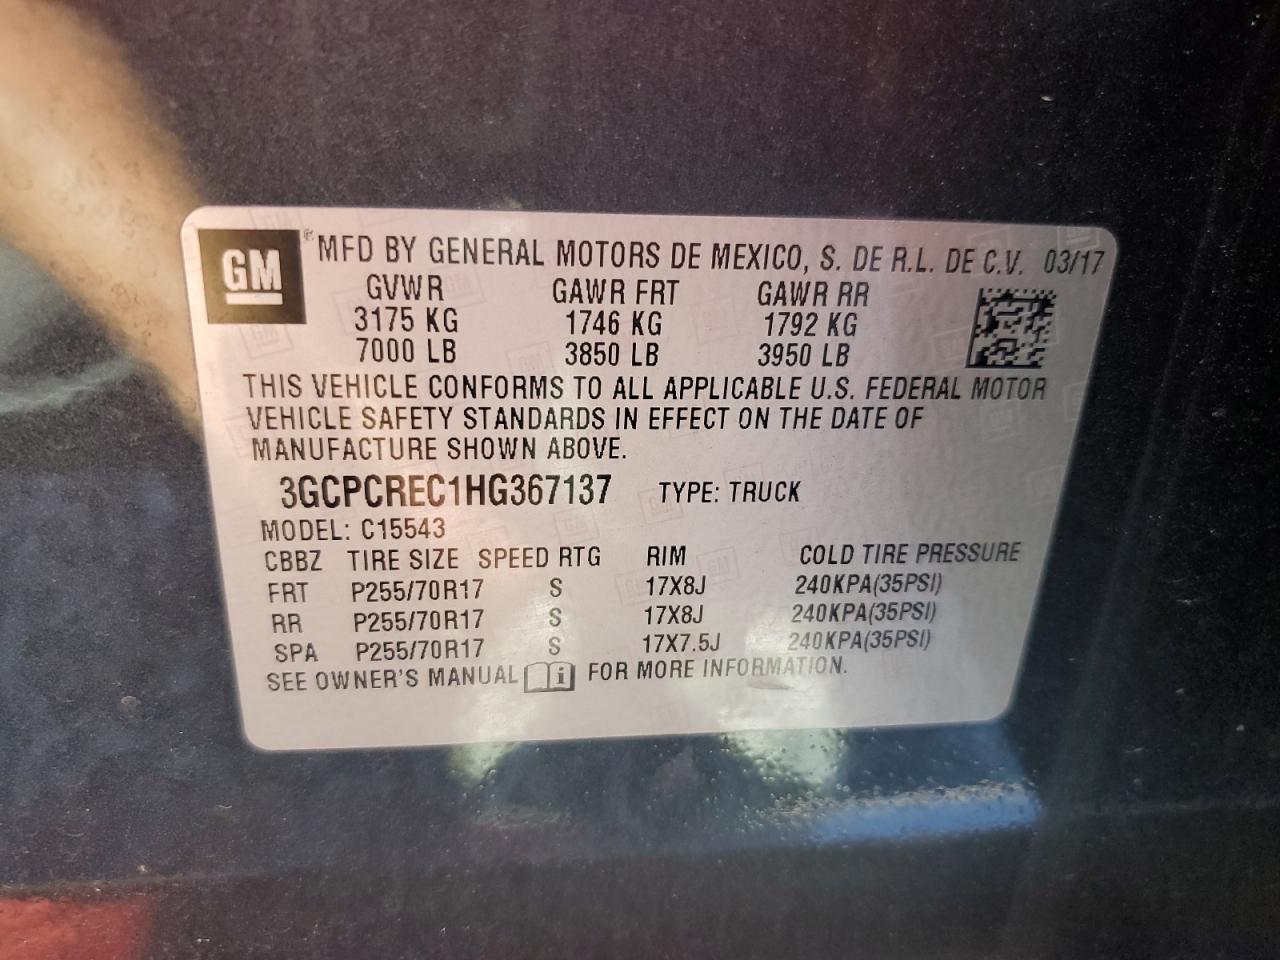 GM ® MFD BY GENERAL MOTORS DE MEXICO, S. DE R.L. DE C.V. 03/17
GVWR GAWR FRT GAWR RR
3175 KG 1746 KG 1792 KG
7000 LB 3850 LB 3950 LB
THIS VEHICLE CONFORMS TO ALL APPLICABLE U.S. FEDERAL MOTOR
VEHICLE SAFETY STANDARDS IN EFFECT ON THE DATE OF
MANUFACTURE SHOWN ABOVE.
3GCPCREC1HG367137 TYPE: TRUCK
MODEL: C15543
CBBZ TIRE SIZE SPEED RTG RIM COLD TIRE PRESSURE
FRT P255/70R17 S 17X8J 240KPA(35PSI)
RR P255/70R17 S 17X8J 240KPA(35PSI)
SPA P255/70R17 S 17X7.5J 240KPA(35PSI)
SEE OWNER'S MANUAL i FOR MORE INFORMATION.